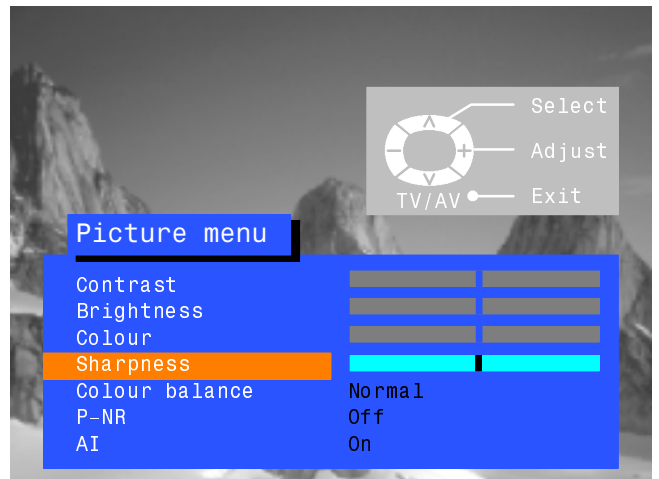 Select
Adjust
TV/AV Exit
Picture menu
Contrast
Brightness
Colour
Sharpness
Colour balance Normal
P-NR Off
AI On